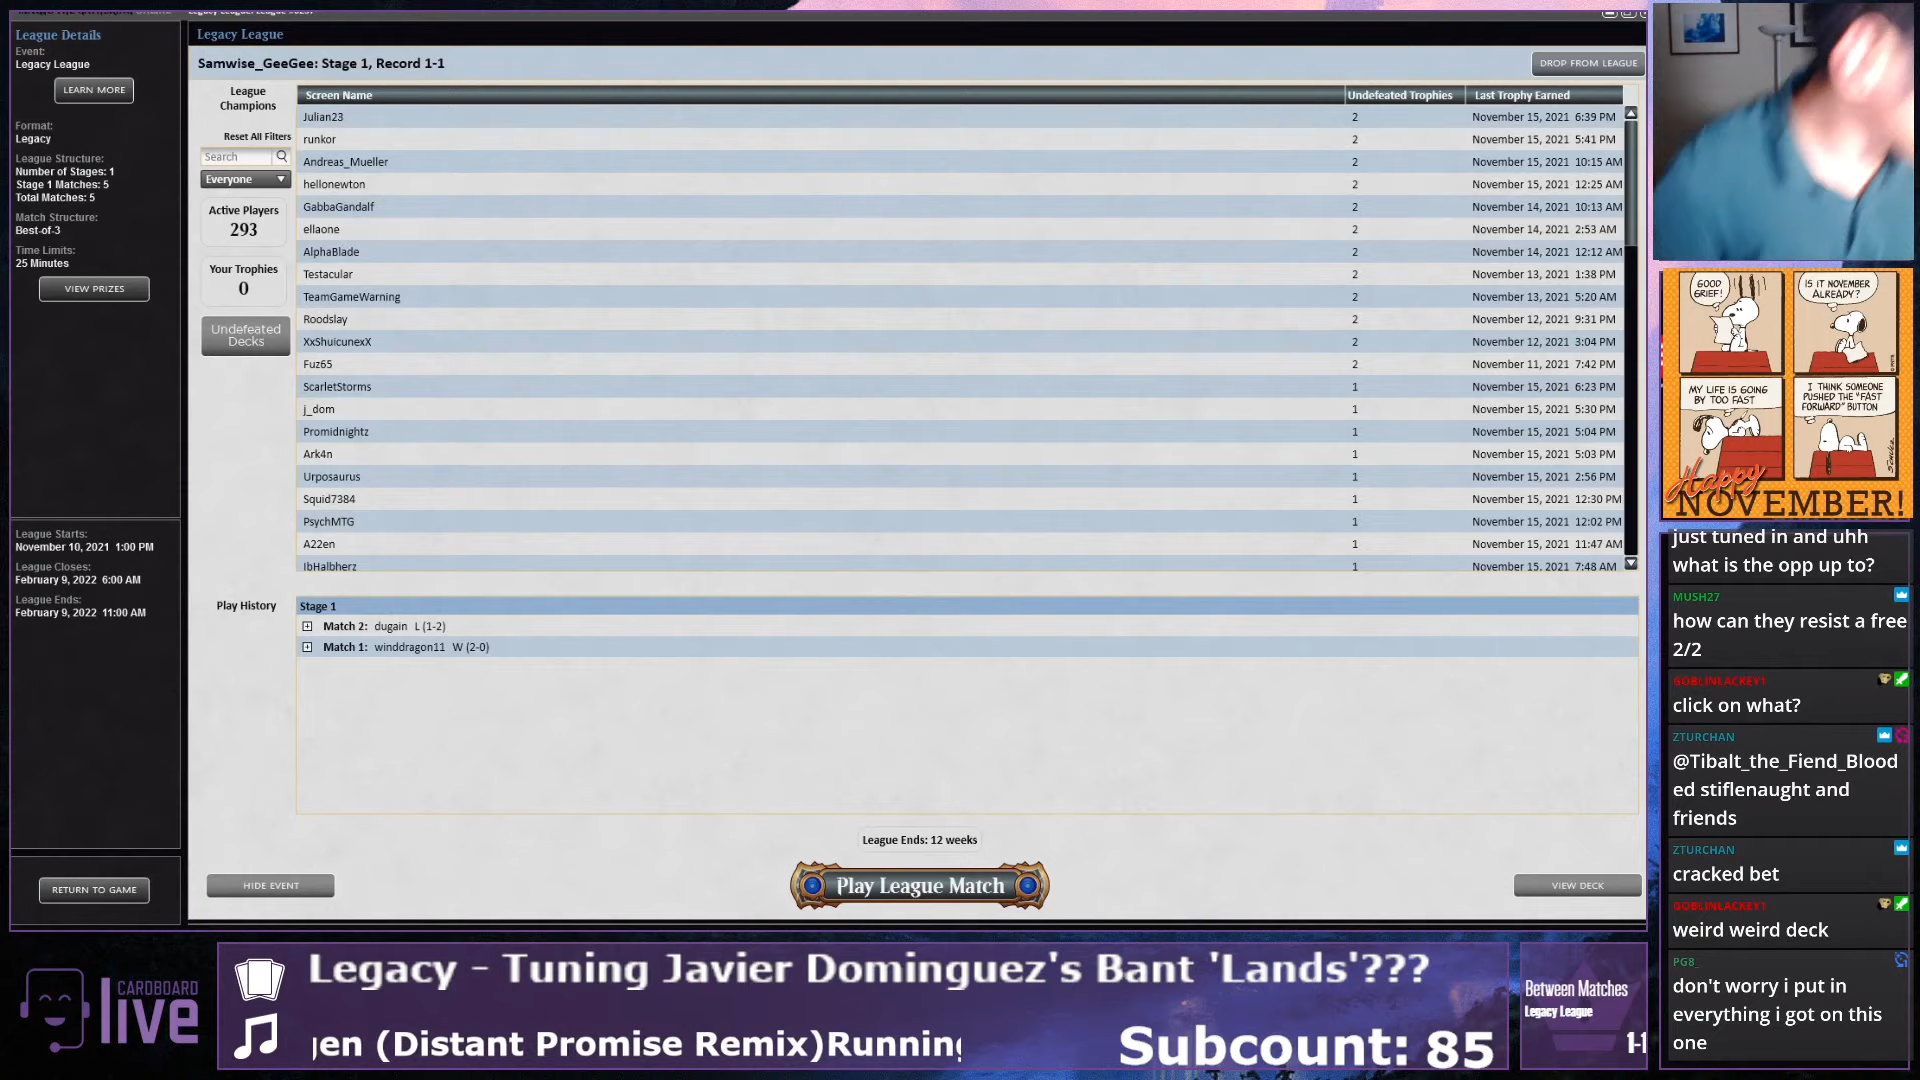 League Details
Event:
Legacy League
LEARN MORE
Format:
Legacy
League Structure:
Number of Stages: 1
Stage 1 Matches: 5
Total Matches: 5
Match Structure:
Best-of-3
Time Limits:
25 Minutes
VIEW PRIZES
League Starts:
November 10, 2021 1:00 PM
League Closes:
February 9, 2022 6:00 AM
League Ends:
February 9, 2022 11:00 AM
RETURN TO GAME
Legacy League
Samwise_GeeGee: Stage 1, Record 1-1
DROP FROM LEAGUE
League
Champions
Reset All Filters
Search
Everyone
Active Players
293
Your Trophies
0
Undefeated
Decks
Screen Name Undefeated Trophies Last Trophy Earned
Julian23 2 November 15, 2021 6:39 PM
runkor 2 November 15, 2021 5:41 PM
Andreas_Mueller 2 November 15, 2021 10:15 AM
hellonewton 2 November 15, 2021 12:25 AM
GabbaGandalf 2 November 14, 2021 10:13 AM
ellaone 2 November 14, 2021 2:53 AM
AlphaBlade 2 November 14, 2021 12:12 AM
Testacular 2 November 13, 2021 1:38 PM
TeamGameWarning 2 November 13, 2021 5:20 AM
Roodslay 2 November 12, 2021 9:31 PM
XxShuicunexX 2 November 12, 2021 3:04 PM
Fuz65 2 November 11, 2021 7:42 PM
ScarletStorms 1 November 15, 2021 6:23 PM
j_dom 1 November 15, 2021 5:30 PM
Promidnightz 1 November 15, 2021 5:04 PM
Ark4n 1 November 15, 2021 5:03 PM
Urposaurus 1 November 15, 2021 2:56 PM
Squid7384 1 November 15, 2021 12:30 PM
PsychMTG 1 November 15, 2021 12:02 PM
A22en 1 November 15, 2021 11:47 AM
IbHalbherz 1 November 15, 2021 7:48 AM
Play History
Stage 1
Match 2: dugain L (1-2)
Match 1: winddragon11 W (2-0)
League Ends: 12 weeks
HIDE EVENT
Play League Match
VIEW DECK
GOOD
GRIEF!
IS IT NOVEMBER
ALREADY?
MY LIFE IS GOING
BY TOO FAST
I THINK SOMEONE
PUSHED THE "FAST
FORWARD" BUTTON
Happy
NOVEMBER!
just tuned in and uhh
what is the opp up to?
MUSH27
how can they resist a free
2/2
GOBLINLACKEY1
click on what?
ZTURCHAN
@Tibalt_the_Fiend_Blood
ed stiflenaught and
friends
ZTURCHAN
cracked bet
GOBLINLACKEY1
weird weird deck
PG8_
don't worry i put in
everything i got on this
one
CARDBOARD
live
Legacy - Tuning Javier Dominguez's Bant 'Lands'???
(Distant Promise Remix)Running
Subcount: 85
Between Matches
Legacy League
1-1